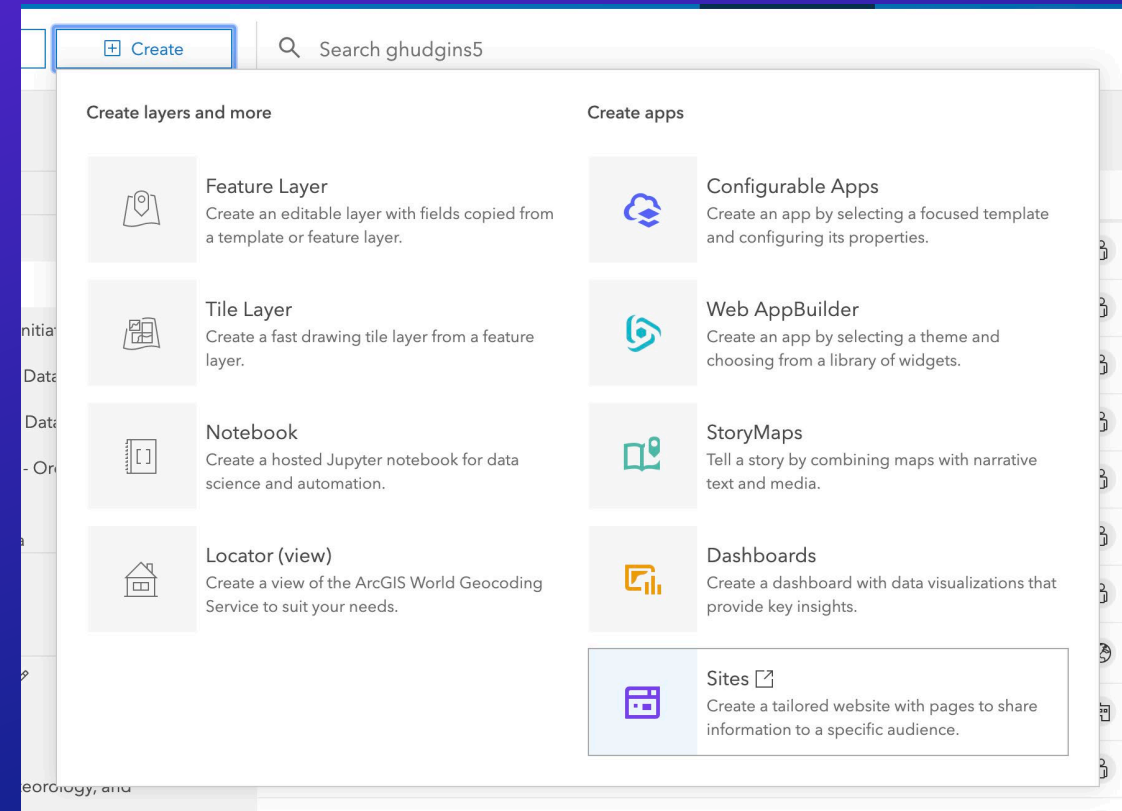 Create
Search ghudgins5
Create layers and more
Feature Layer
Create an editable layer with fields copied from
a template or feature layer.
Tile Layer
Create a fast drawing tile layer from a feature
layer.
Notebook
Create a hosted Jupyter notebook for data
science and automation.
Locator (view)
Create a view of the ArcGIS World Geocoding
Service to suit your needs.
Create apps
Configurable Apps
Create an app by selecting a focused template
and configuring its properties.
Web AppBuilder
Create an app by selecting a theme and
choosing from a library of widgets.
StoryMaps
Tell a story by combining maps with narrative
text and media.
Dashboards
Create a dashboard with data visualizations that
provide key insights.
Sites
Create a tailored website with pages to share
information to a specific audience.
Data
Data